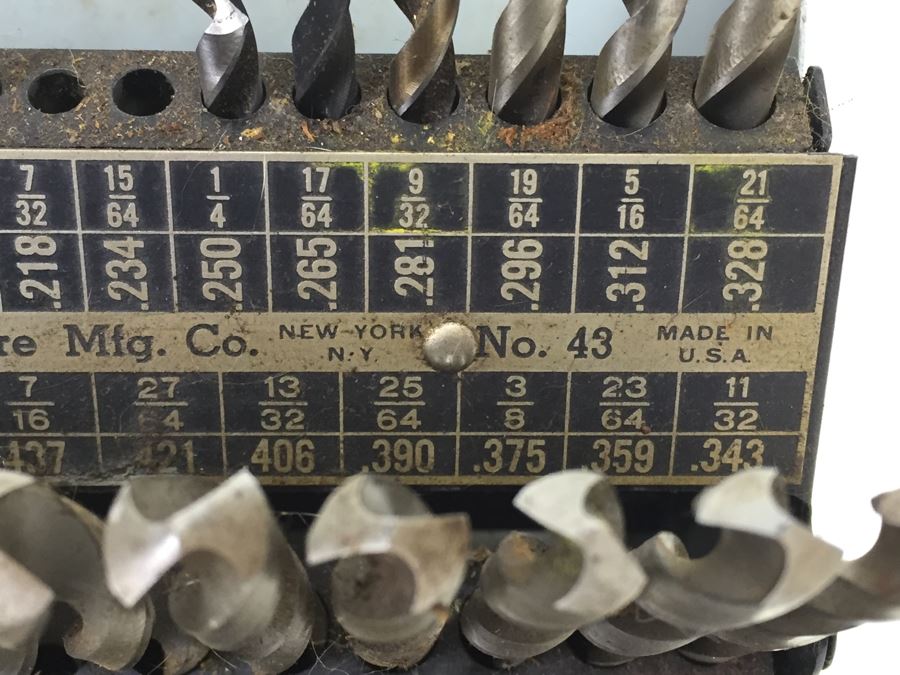 7/32 15/64 1/4 17/64 9/32 19/64 5/16 21/64
.218 .234 .250 .265 .281 .296 .312 .328
re Mfg. Co. NEW YORK N.Y No. 43 MADE IN U.S.A.
7/16 27/64 13/32 25/64 3/8 23/64 11/32
437 .421 406 .390 .375 .359 .343